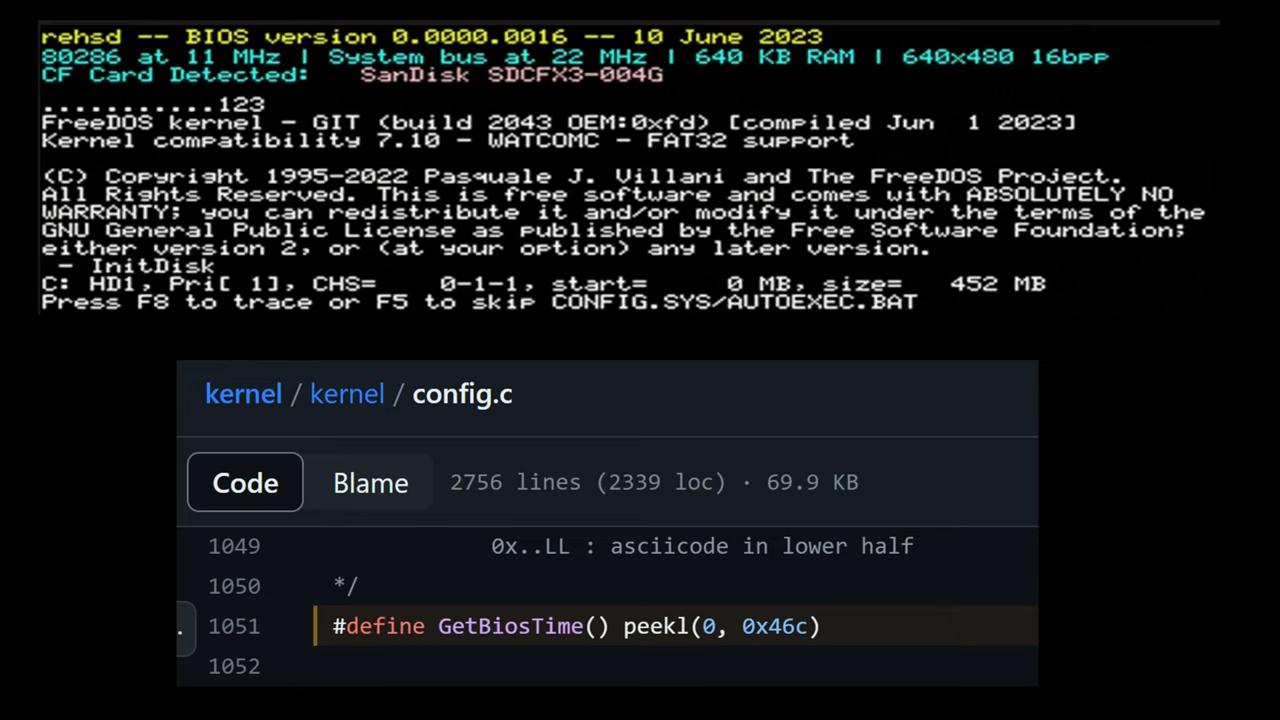 rehsd -- BIOS version 0.0000.0016 -- 10 June 2023
80286 at 11 MHz | System bus at 22 MHz | 640 KB RAM | 640x480 16bpp
CF Card Detected:    SanDisk SDCFX3-004G
...........123
FreeDOS kernel - GIT (build 2043 OEM:0xfd) [compiled Jun  1 2023]
Kernel compatibility 7.10 - WATCOMC - FAT32 support
(C) Copyright 1995-2022 Pasquale J. Villani and The FreeDOS Project.
All Rights Reserved. This is free software and comes with ABSOLUTELY NO
WARRANTY; you can redistribute it and/or modify it under the terms of the
GNU General Public License as published by the Free Software Foundation;
either version 2, or (at your option) any later version.
- InitDisk
C: HD1, Pri[ 1], CHS=    0-1-1, start=     0 MB, size=   452 MB
Press F8 to trace or F5 to skip CONFIG.SYS/AUTOEXEC.BAT
kernel / kernel / config.c
Code Blame 2756 lines (2339 loc) · 69.9 KB
1049 0x..LL : asciicode in lower half
1050 */
1051 #define GetBiosTime() peekl(0, 0x46c)
1052